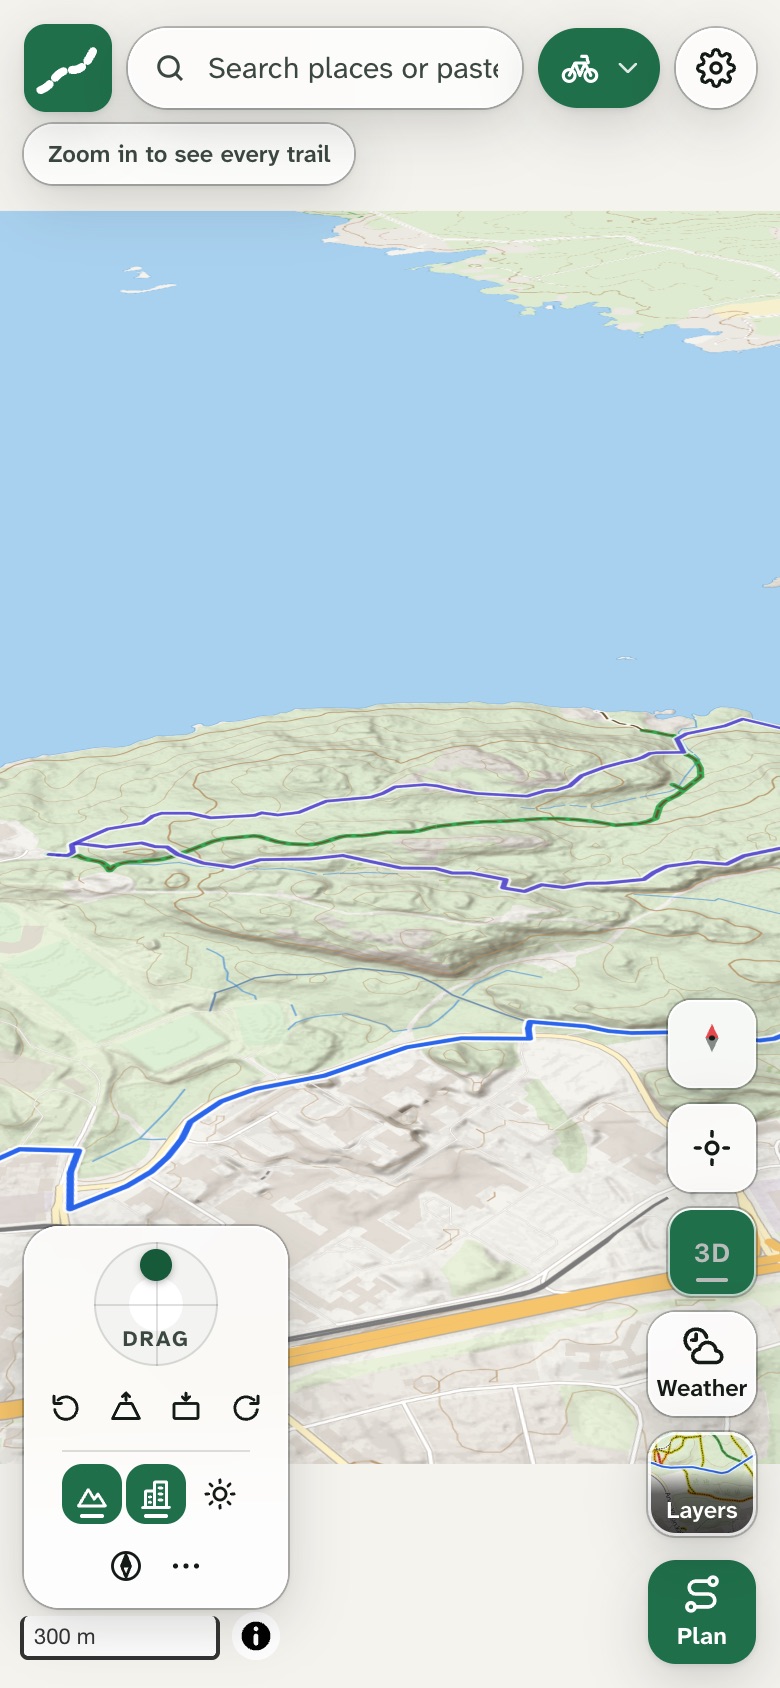 Search places or paste
Zoom in to see every trail
3D
DRAG
Weather
Layers
Plan
300 m